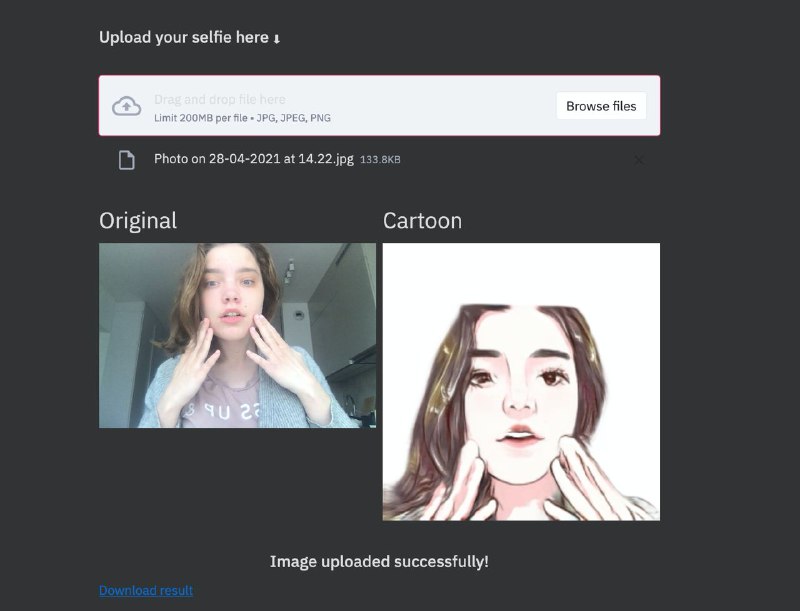 Upload your selfie here ⬇
Drag and drop file here
Limit 200MB per file • JPG, JPEG, PNG
Browse files
Photo on 28-04-2021 at 14.22.jpg 133.8KB
Original
Cartoon
Image uploaded successfully!
Download result